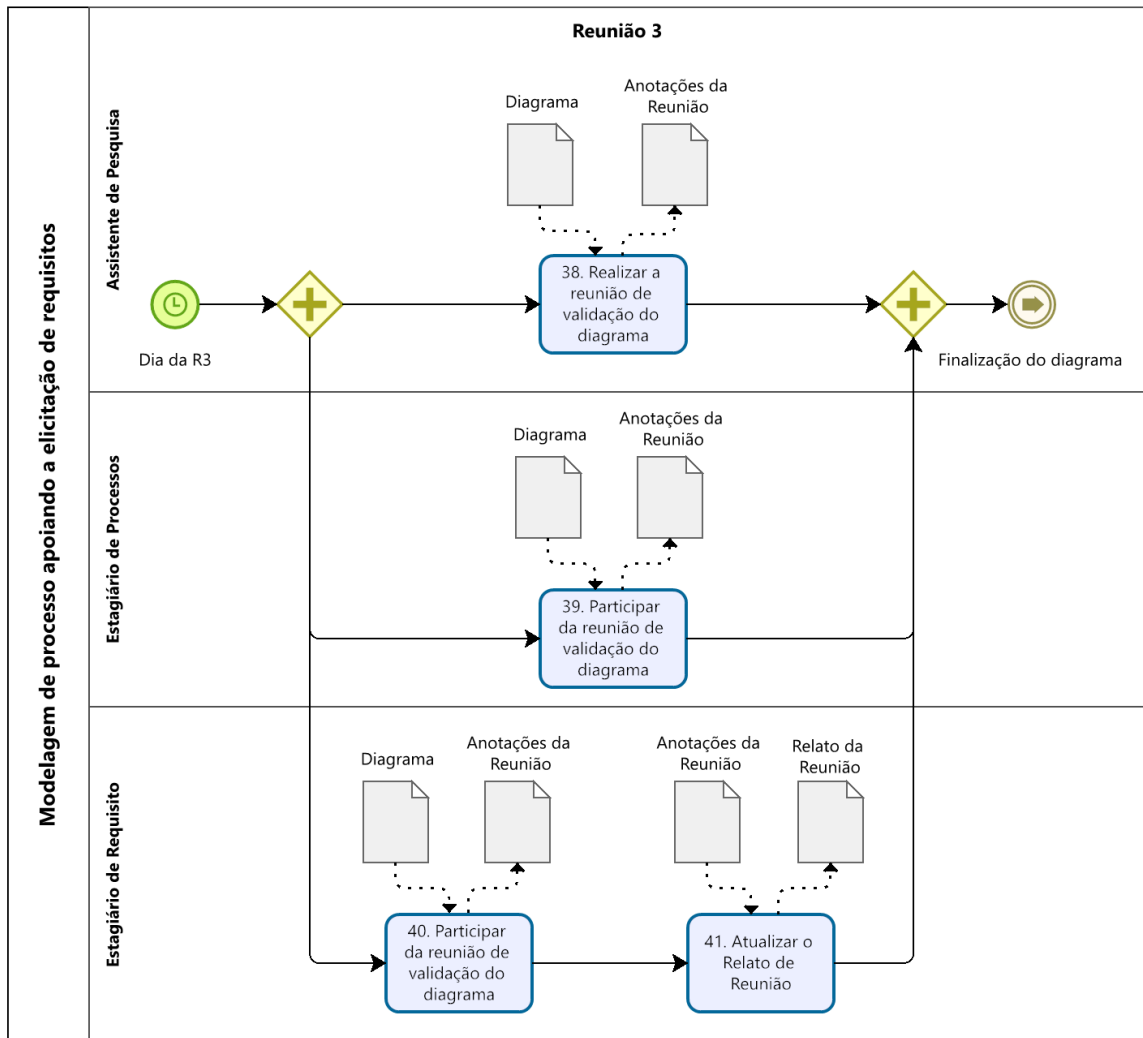 Modelagem de processo apoiando a elicitação de requisitos
Reunião 3
Assistente de Pesquisa
Diagrama
Anotações da
Reunião
38. Realizar a
reunião de
validação do
diagrama
Dia da R3
Finalização do diagrama
Estagiário de Processos
Diagrama
Anotações da
Reunião
39. Participar
da reunião de
validação do
diagrama
Estagiário de Requisito
Diagrama
Anotações da
Reunião
Anotações da
Reunião
Relato da
Reunião
40. Participar
da reunião de
validação do
diagrama
41. Atualizar o
Relato de
Reunião